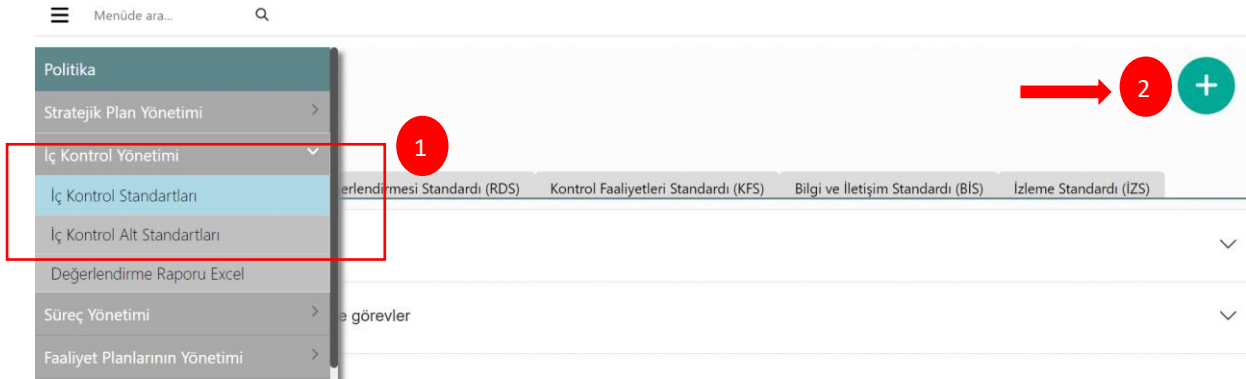 Menüde ara...
Politika
2
Stratejik Plan Yönetimi
İç Kontrol Yönetimi
1
İç Kontrol Standartları
Standardı (RDS) Kontrol Faaliyetleri Standardı (KFS) Bilgi ve İletişim Standardı (BİS) İzleme Standardı (İZS)
İç Kontrol Alt Standartları
Değerlendirme Raporu Excel
Süreç Yönetimi
görevler
Faaliyet Planlarının Yönetimi